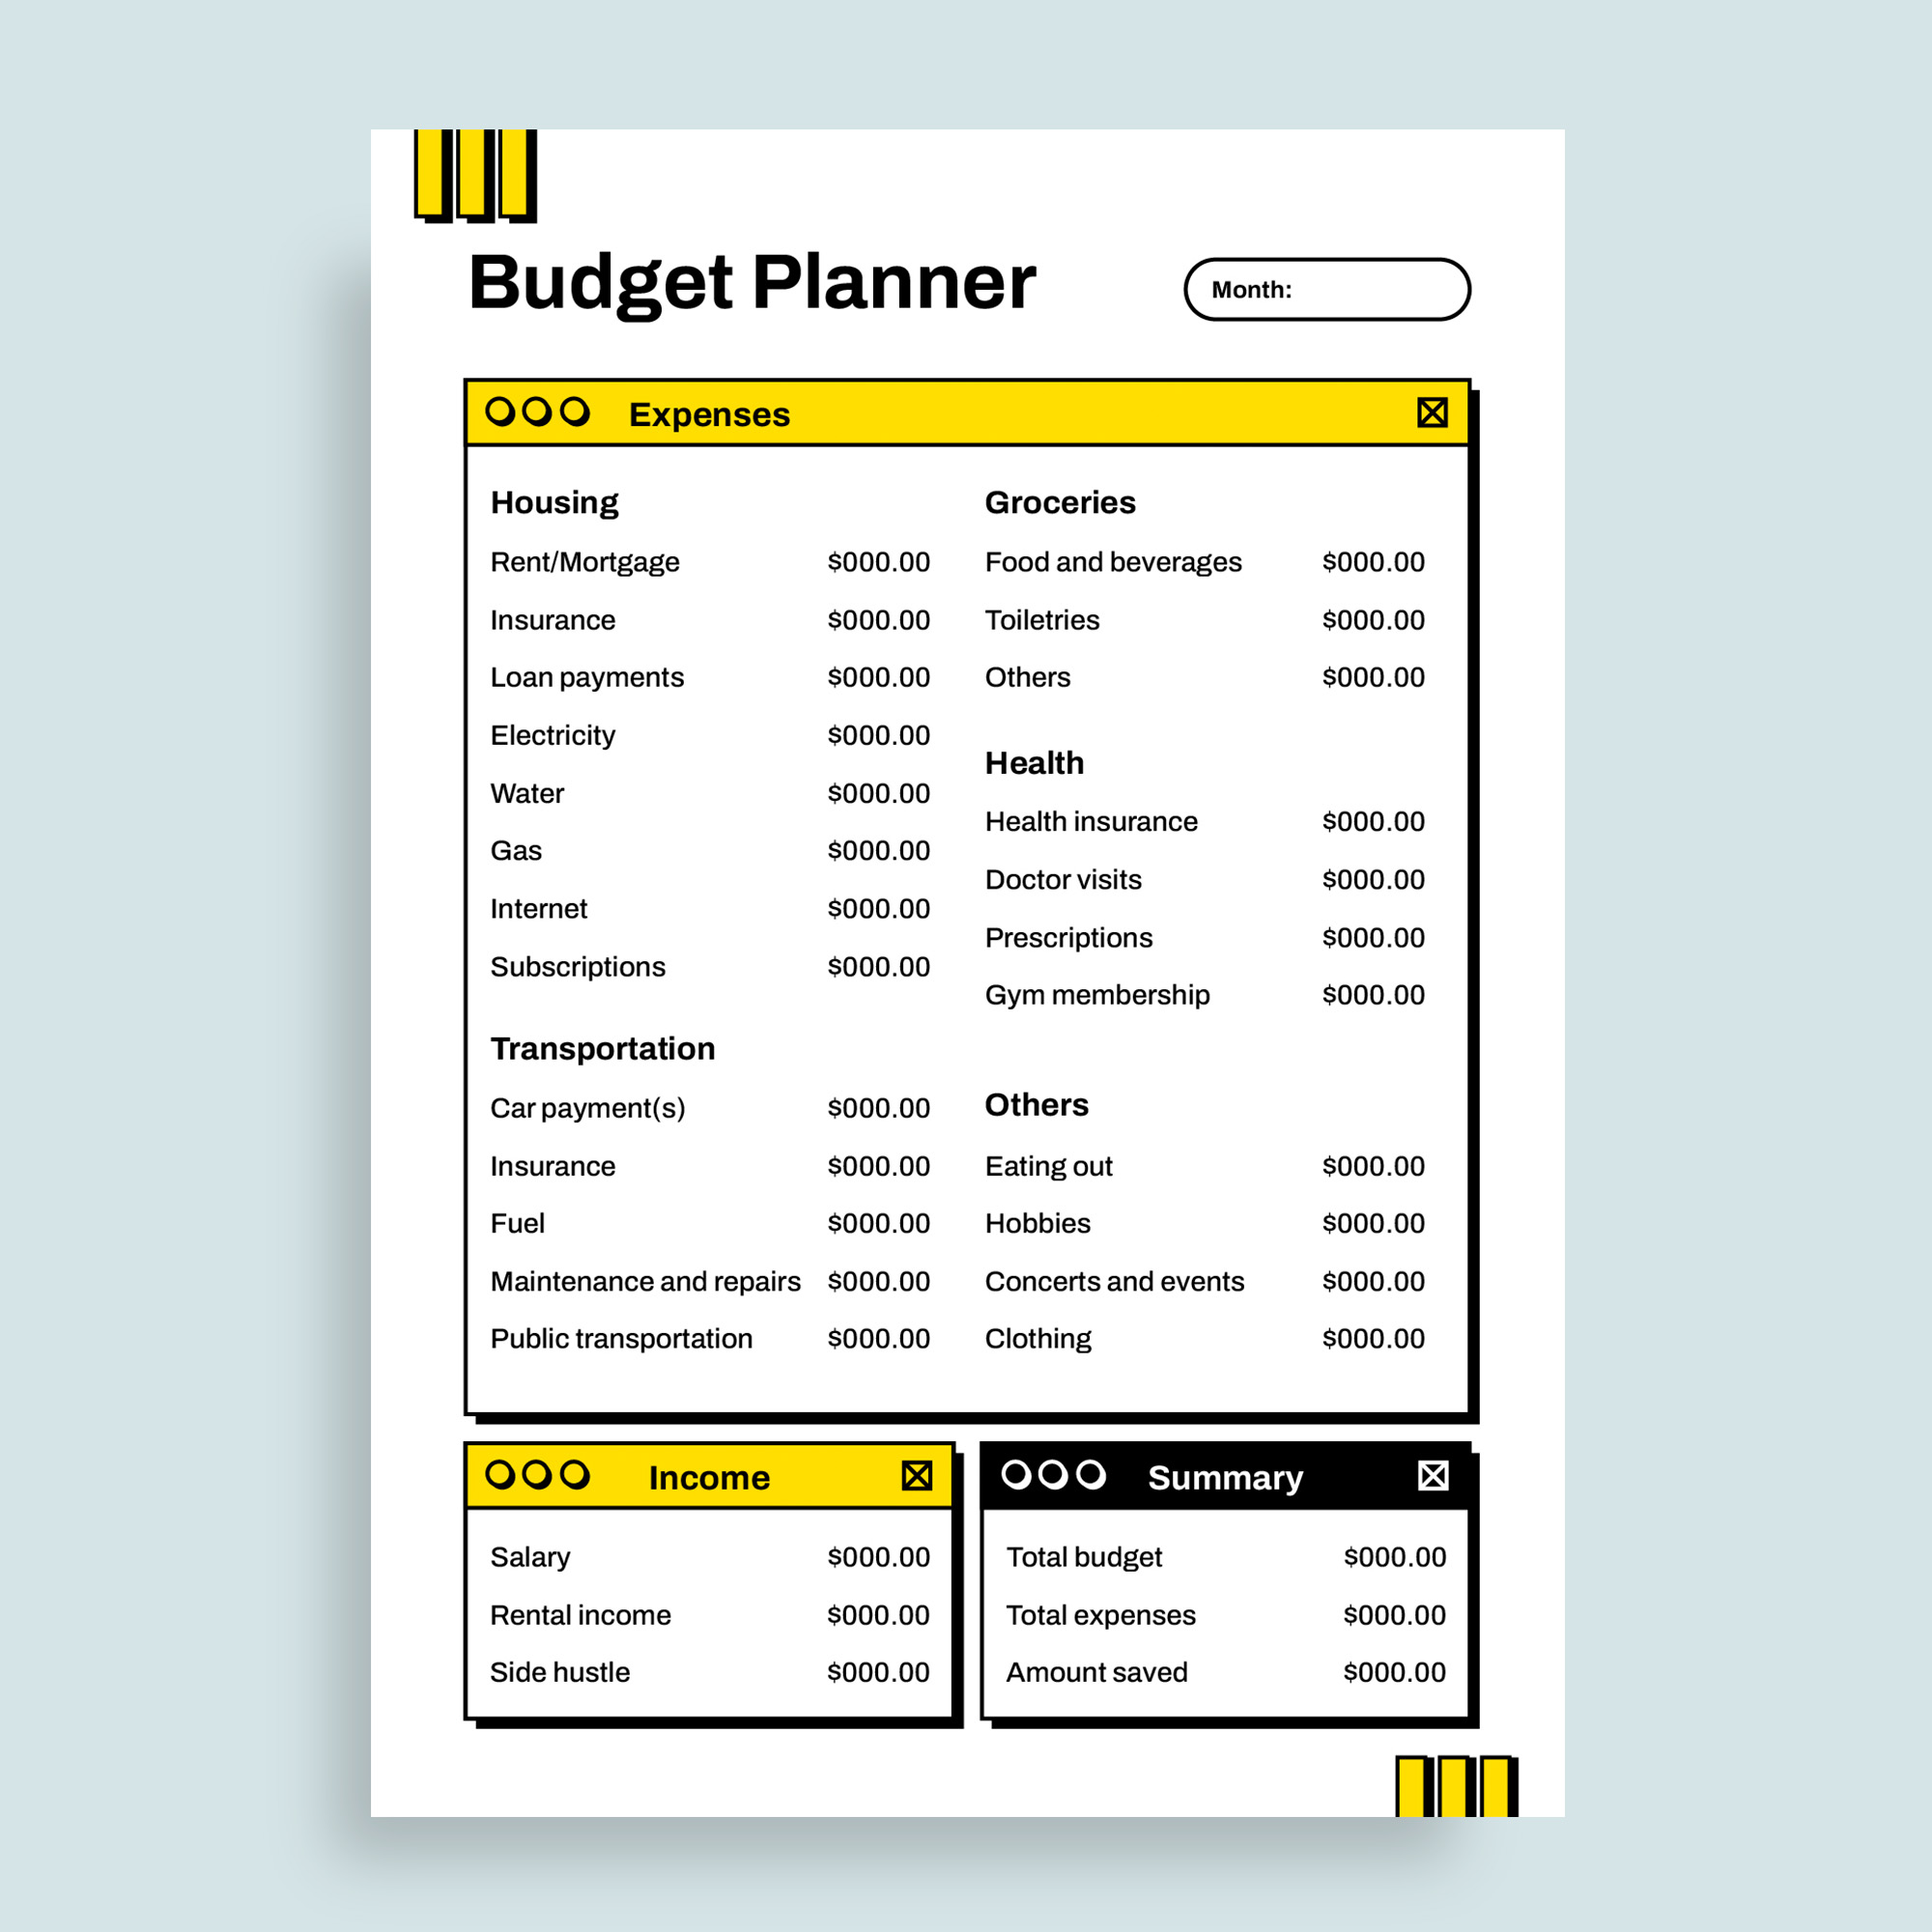 Budget Planner
Month:
Expenses
Housing
Rent/Mortgage $000.00
Insurance $000.00
Loan payments $000.00
Electricity $000.00
Water $000.00
Gas $000.00
Internet $000.00
Subscriptions $000.00
Transportation
Car payment(s) $000.00
Insurance $000.00
Fuel $000.00
Maintenance and repairs $000.00
Public transportation $000.00
Groceries
Food and beverages $000.00
Toiletries $000.00
Others $000.00
Health
Health insurance $000.00
Doctor visits $000.00
Prescriptions $000.00
Gym membership $000.00
Others
Eating out $000.00
Hobbies $000.00
Concerts and events $000.00
Clothing $000.00
Income
Salary $000.00
Rental income $000.00
Side hustle $000.00
Summary
Total budget $000.00
Total expenses $000.00
Amount saved $000.00